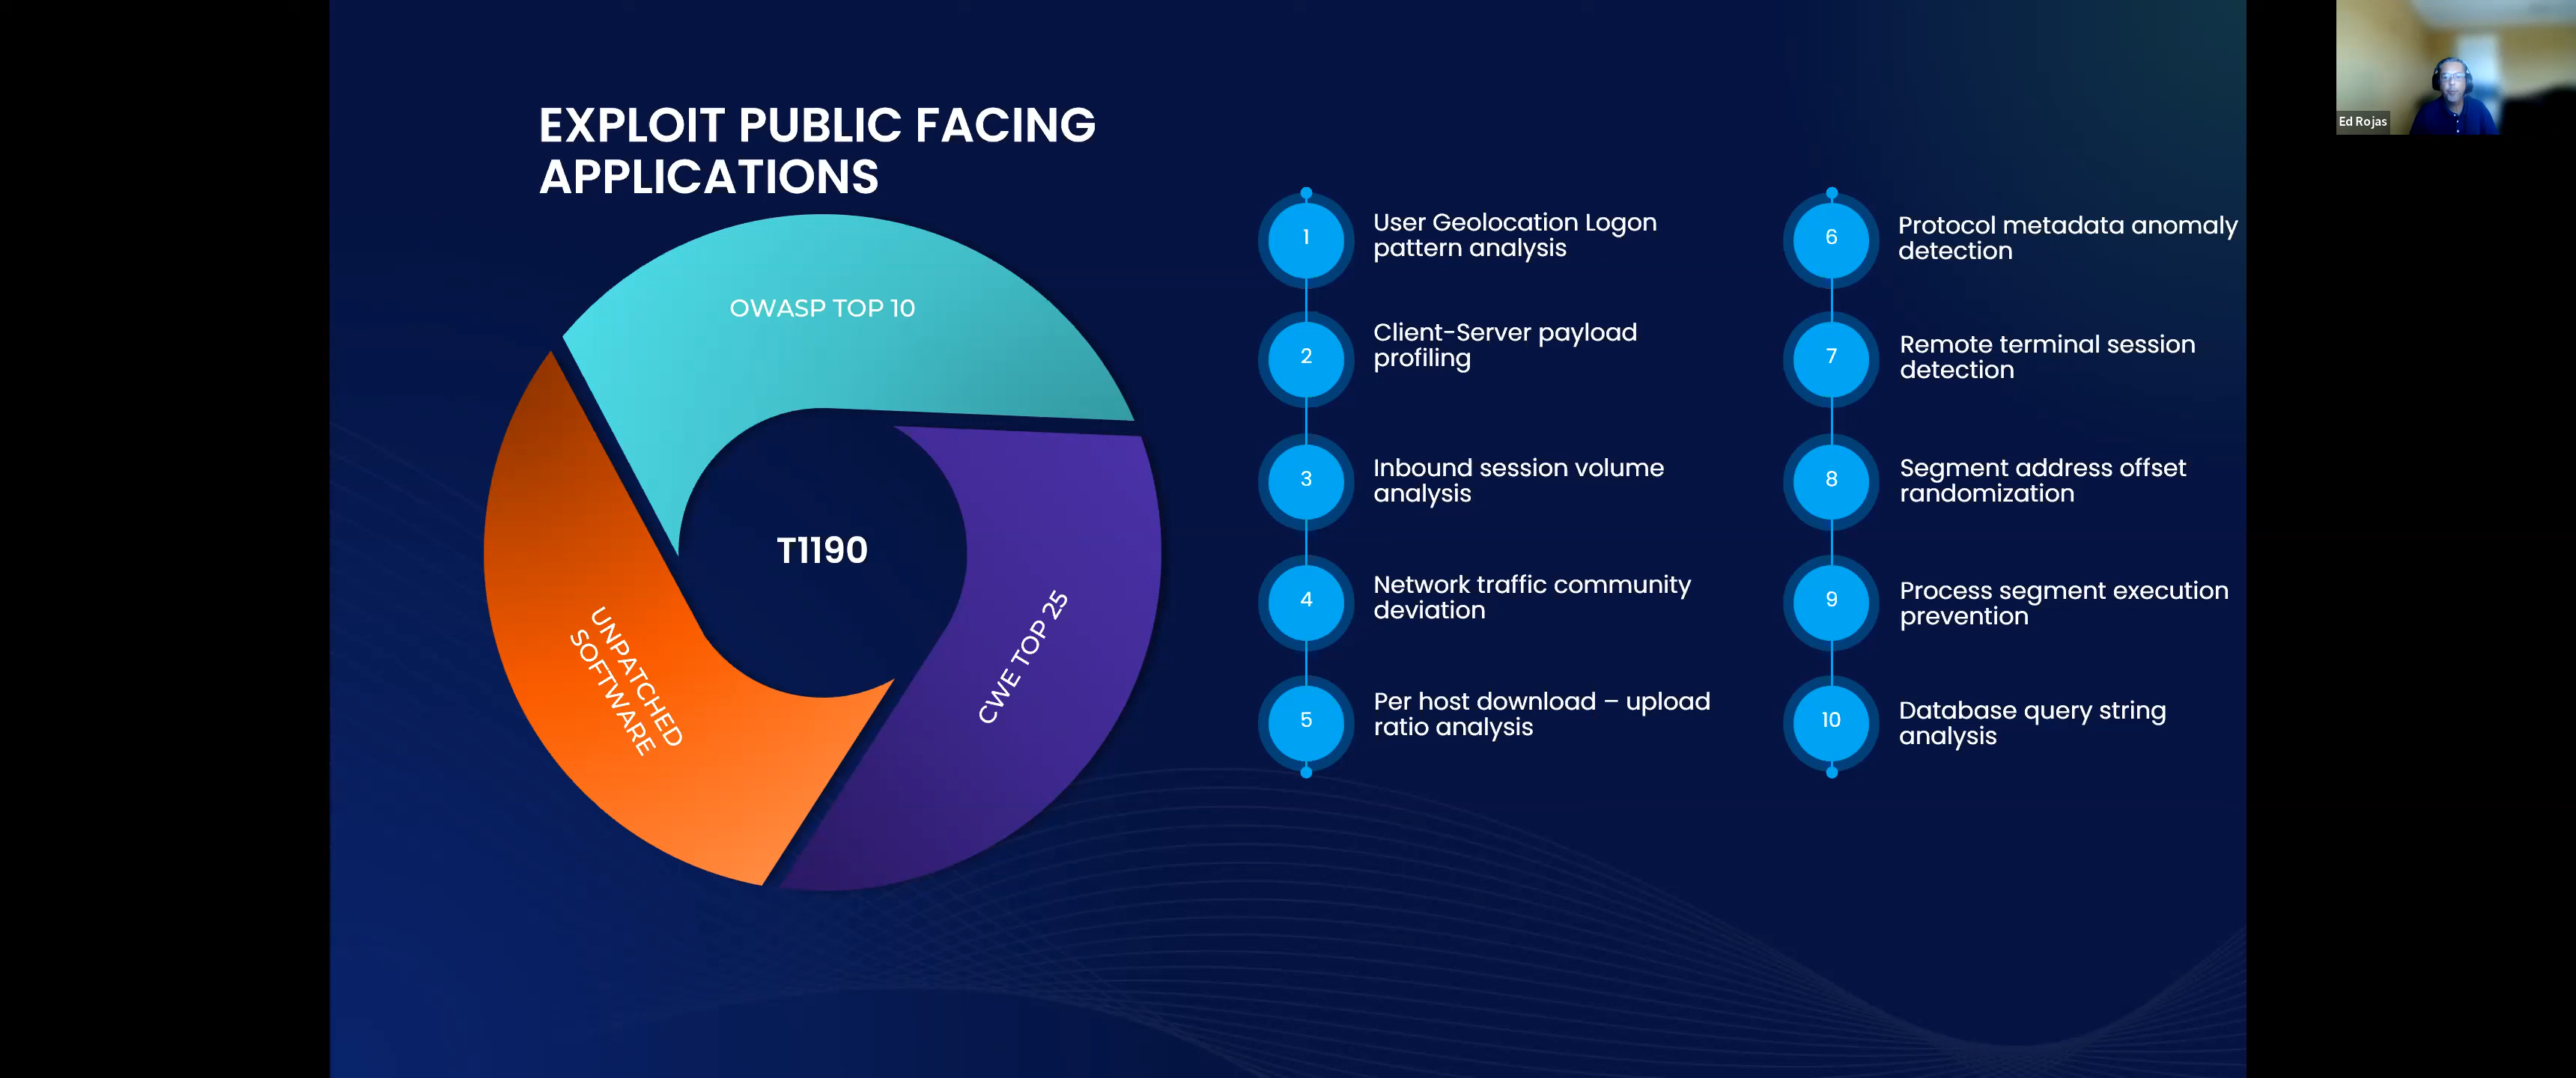 EXPLOIT PUBLIC FACING
APPLICATIONS
OWASP TOP 10
CWE TOP 25
UNPATCHED
SOFTWARE
T1190
1
User Geolocation Logon
pattern analysis
2
Client-Server payload
profiling
3
Inbound session volume
analysis
4
Network traffic community
deviation
5
Per host download – upload
ratio analysis
6
Protocol metadata anomaly
detection
7
Remote terminal session
detection
8
Segment address offset
randomization
9
Process segment execution
prevention
10
Database query string
analysis
Ed Rojas